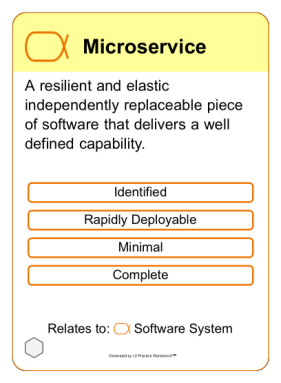 Microservice
A resilient and elastic
independently replaceable piece
of software that delivers a well
defined capability.
Identified
Rapidly Deployable
Minimal
Complete
Relates to: Software System
Generated by IJI Practice Workbench™